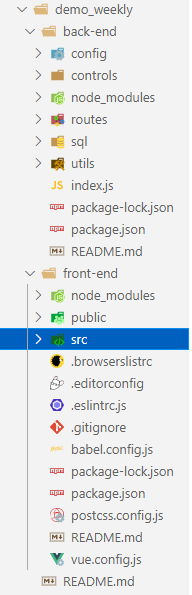 demo_weekly
back-end
config
controls
node_modules
routes
sql
utils
JS index.js
package-lock.json
package.json
README.md
front-end
node_modules
public
src
.browserslistrc
.editorconfig
.eslintrc.js
.gitignore
babel.config.js
package-lock.json
package.json
postcss.config.js
README.md
vue.config.js
README.md